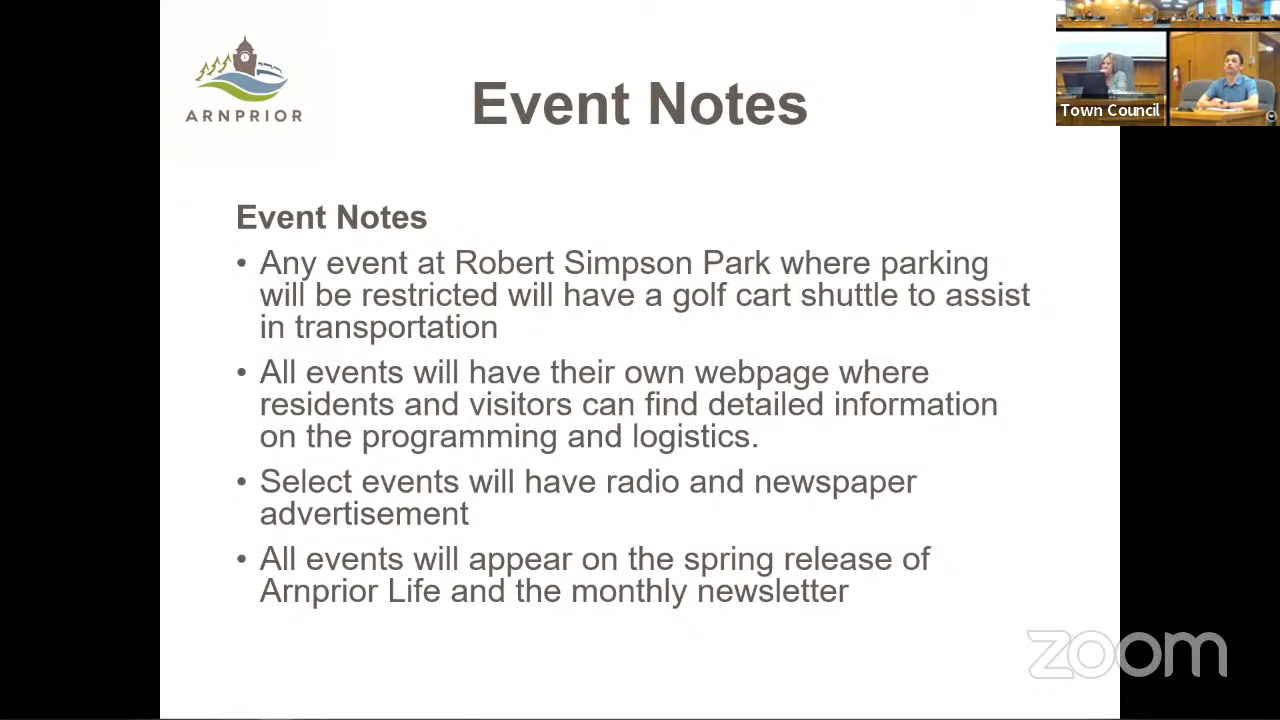 ARNPRIOR
Event Notes
Town Council
Event Notes
• Any event at Robert Simpson Park where parking
will be restricted will have a golf cart shuttle to assist
in transportation
• All events will have their own webpage where
residents and visitors can find detailed information
on the programming and logistics.
• Select events will have radio and newspaper
advertisement
• All events will appear on the spring release of
Arnprior Life and the monthly newsletter
zoom